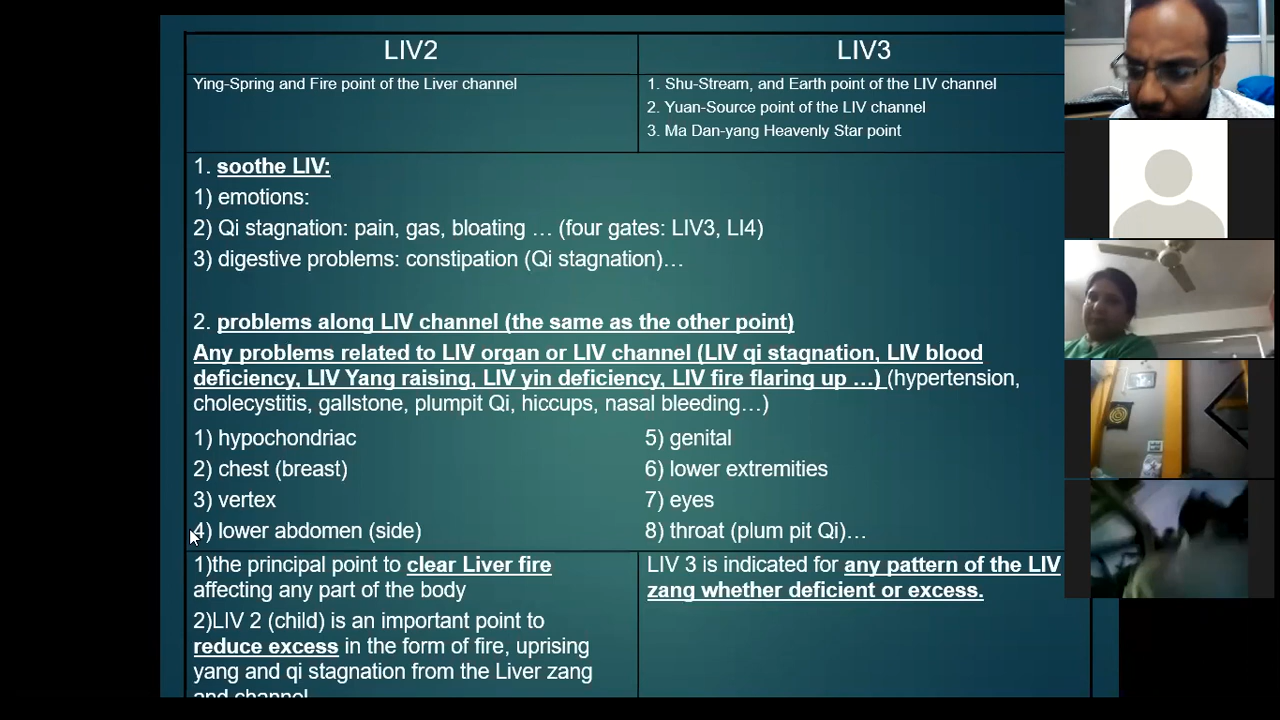 LIV2
LIV3
Ying-Spring and Fire point of the Liver channel
1. Shu-Stream, and Earth point of the LIV channel
2. Yuan-Source point of the LIV channel
3. Ma Dan-yang Heavenly Star point
1. soothe LIV:
1) emotions:
2) Qi stagnation: pain, gas, bloating … (four gates: LIV3, LI4)
3) digestive problems: constipation (Qi stagnation)…
2. problems along LIV channel (the same as the other point)
Any problems related to LIV organ or LIV channel (LIV qi stagnation, LIV blood
deficiency, LIV Yang raising, LIV yin deficiency, LIV fire flaring up …) (hypertension,
cholecystitis, gallstone, plumpit Qi, hiccups, nasal bleeding…)
1) hypochondriac
2) chest (breast)
3) vertex
4) lower abdomen (side)
5) genital
6) lower extremities
7) eyes
8) throat (plum pit Qi)…
1)the principal point to clear Liver fire
affecting any part of the body
2)LIV 2 (child) is an important point to
reduce excess in the form of fire, uprising
yang and qi stagnation from the Liver zang
and channel
LIV 3 is indicated for any pattern of the LIV
zang whether deficient or excess.